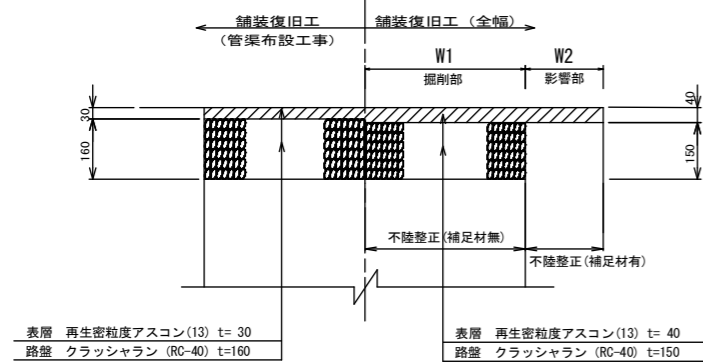 舗装復旧工
(管渠布設工事)
舗装復旧工 (全幅)
W1
掘削部
W2
影響部
30
160
40
150
不陸整正(補足材無)
不陸整正(補足材有)
表層 再生密粒度アスコン(13) t= 30
路盤 クラッシャラン (RC-40) t=160
表層 再生密粒度アスコン(13) t= 40
路盤 クラッシャラン (RC-40) t=150